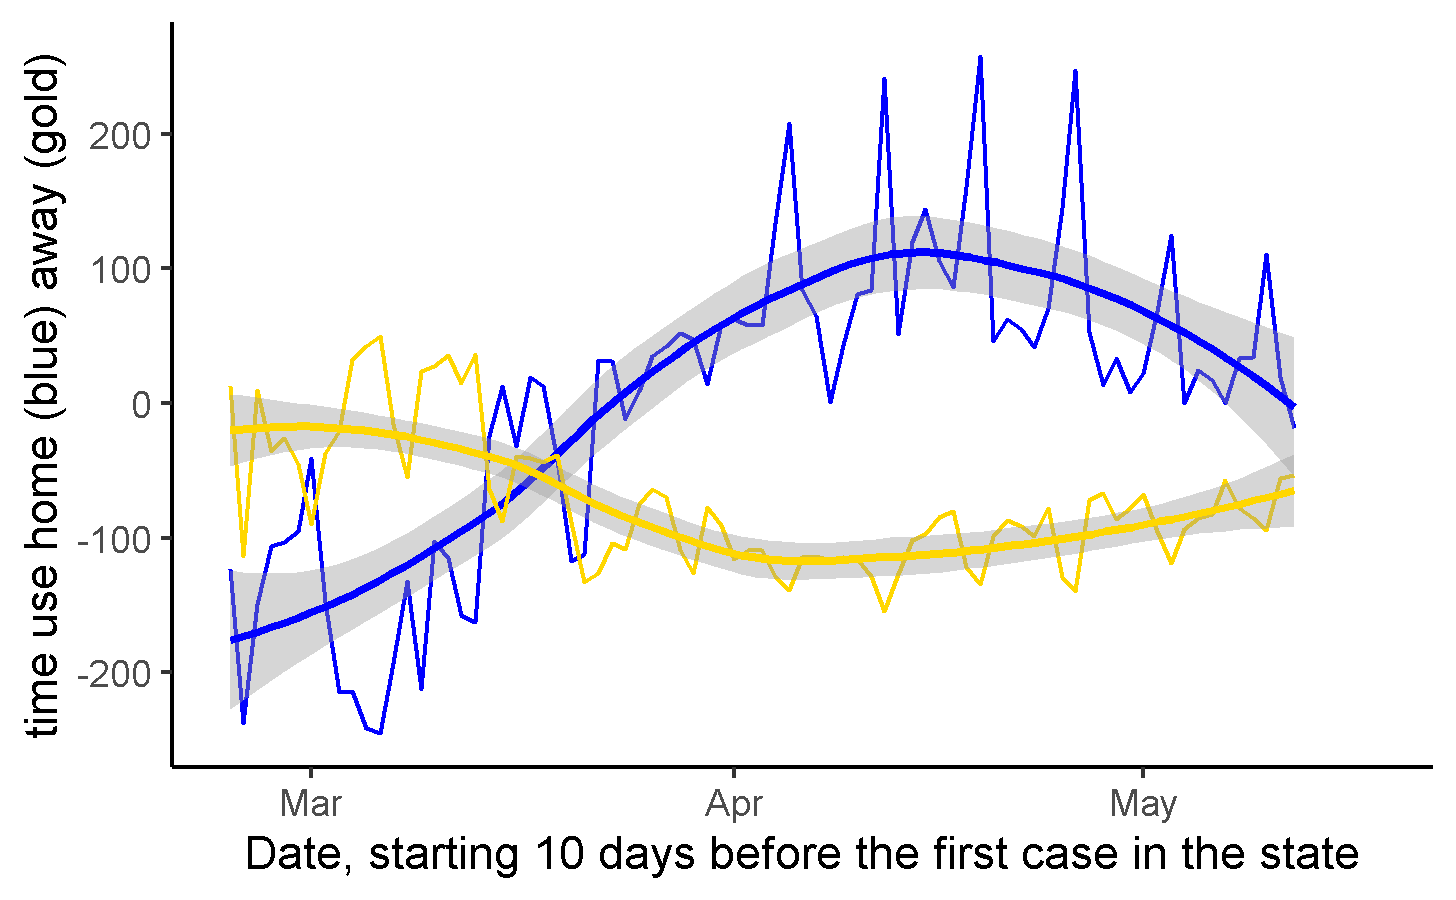 time use home (blue) away (gold)
200
100
0
-100
-200
Mar Apr May
Date, starting 10 days before the first case in the state